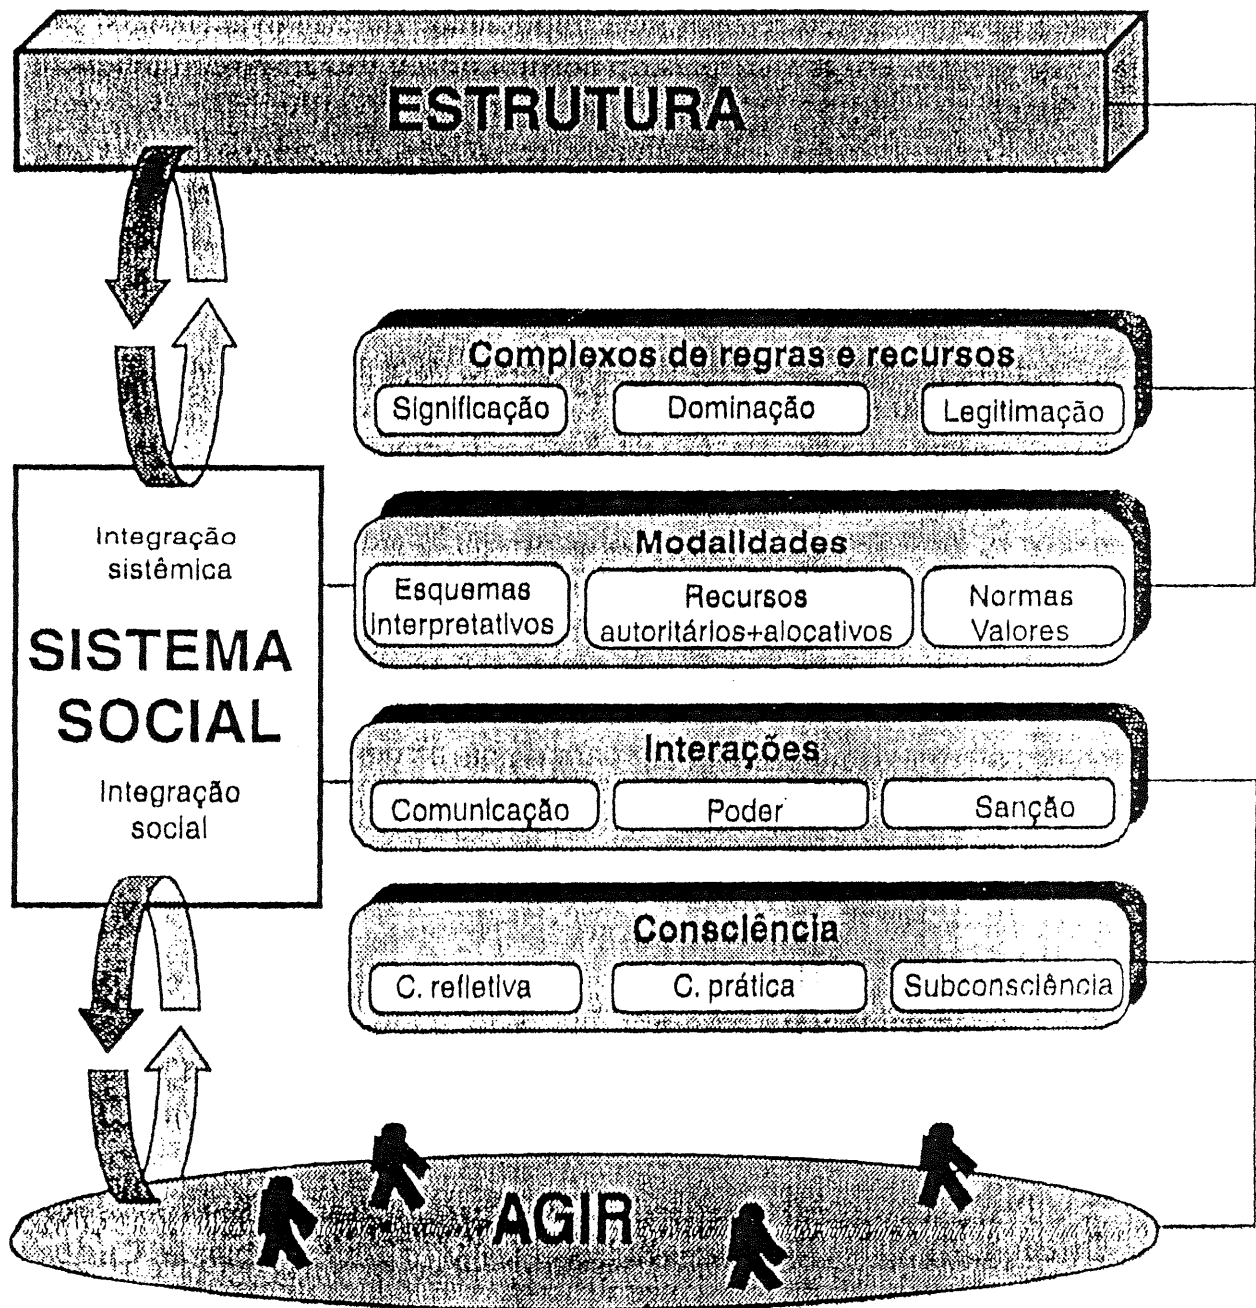 ESTRUTURA
Complexos de regras e recursos
Significação
Dominação
Legitimação
Integração
sistêmica
SISTEMA
SOCIAL
Integração
social
Modalidades
Esquemas
interpretativos
Recursos
autoritários+alocativos
Normas
Valores
Interações
Comunicação
Poder
Sanção
Consciência
C. refletiva
C. prática
Subconsciência
AGIR